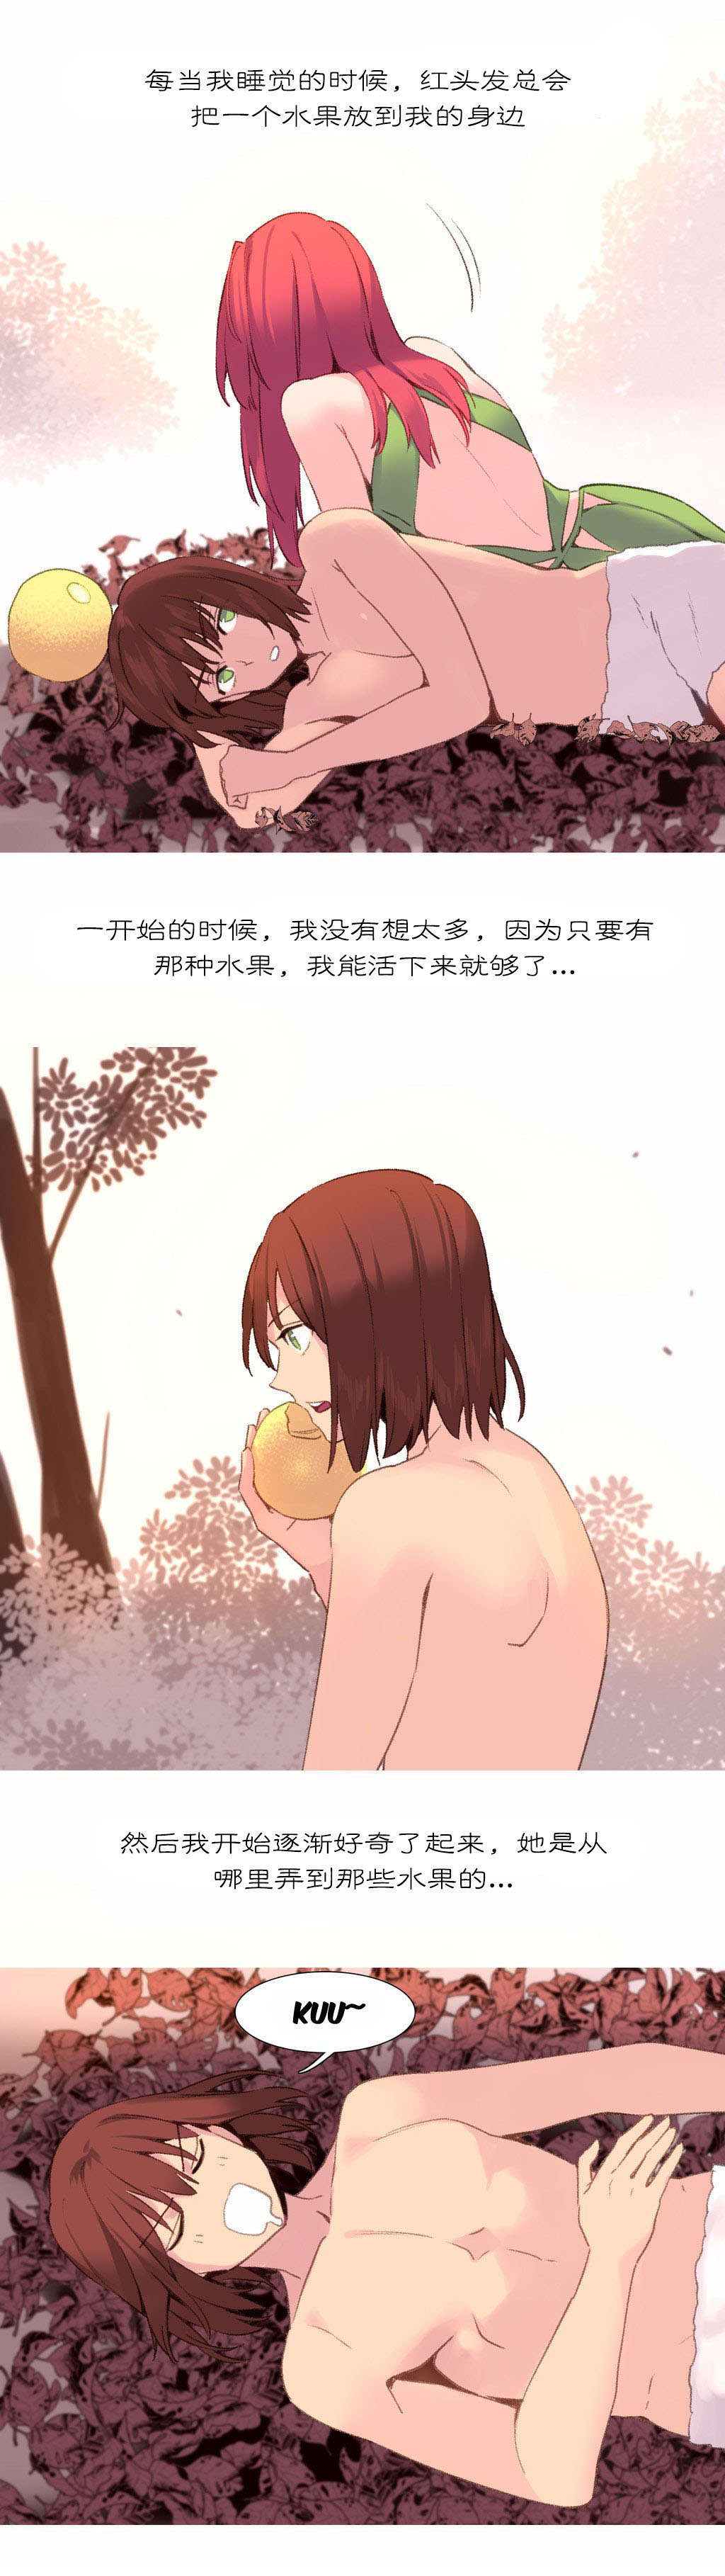 每当我睡觉的时候，红头发总会
把一个水果放到我的身边
一开始的时候，我没有想太多，因为只要有
那种水果，我能活下来就够了...
然后我开始逐渐好奇了起来，她是从
哪里弄到那些水果的...
KUU~